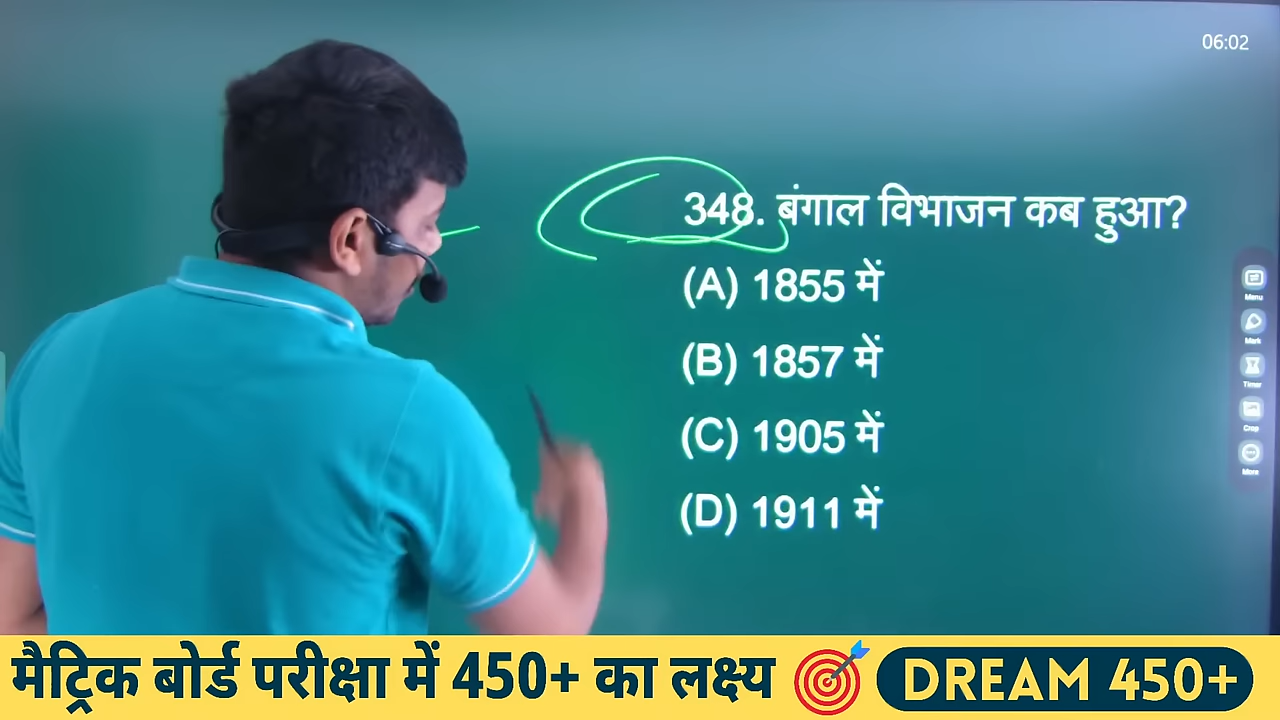 06:02
348. बंगाल विभाजन कब हुआ?
(A) 1855 में
(B) 1857 में
(C) 1905 में
(D) 1911 में
Menu
Mark
Timer
Crop
More
मैट्रिक बोर्ड परीक्षा में 450+ का लक्ष्य DREAM 450+